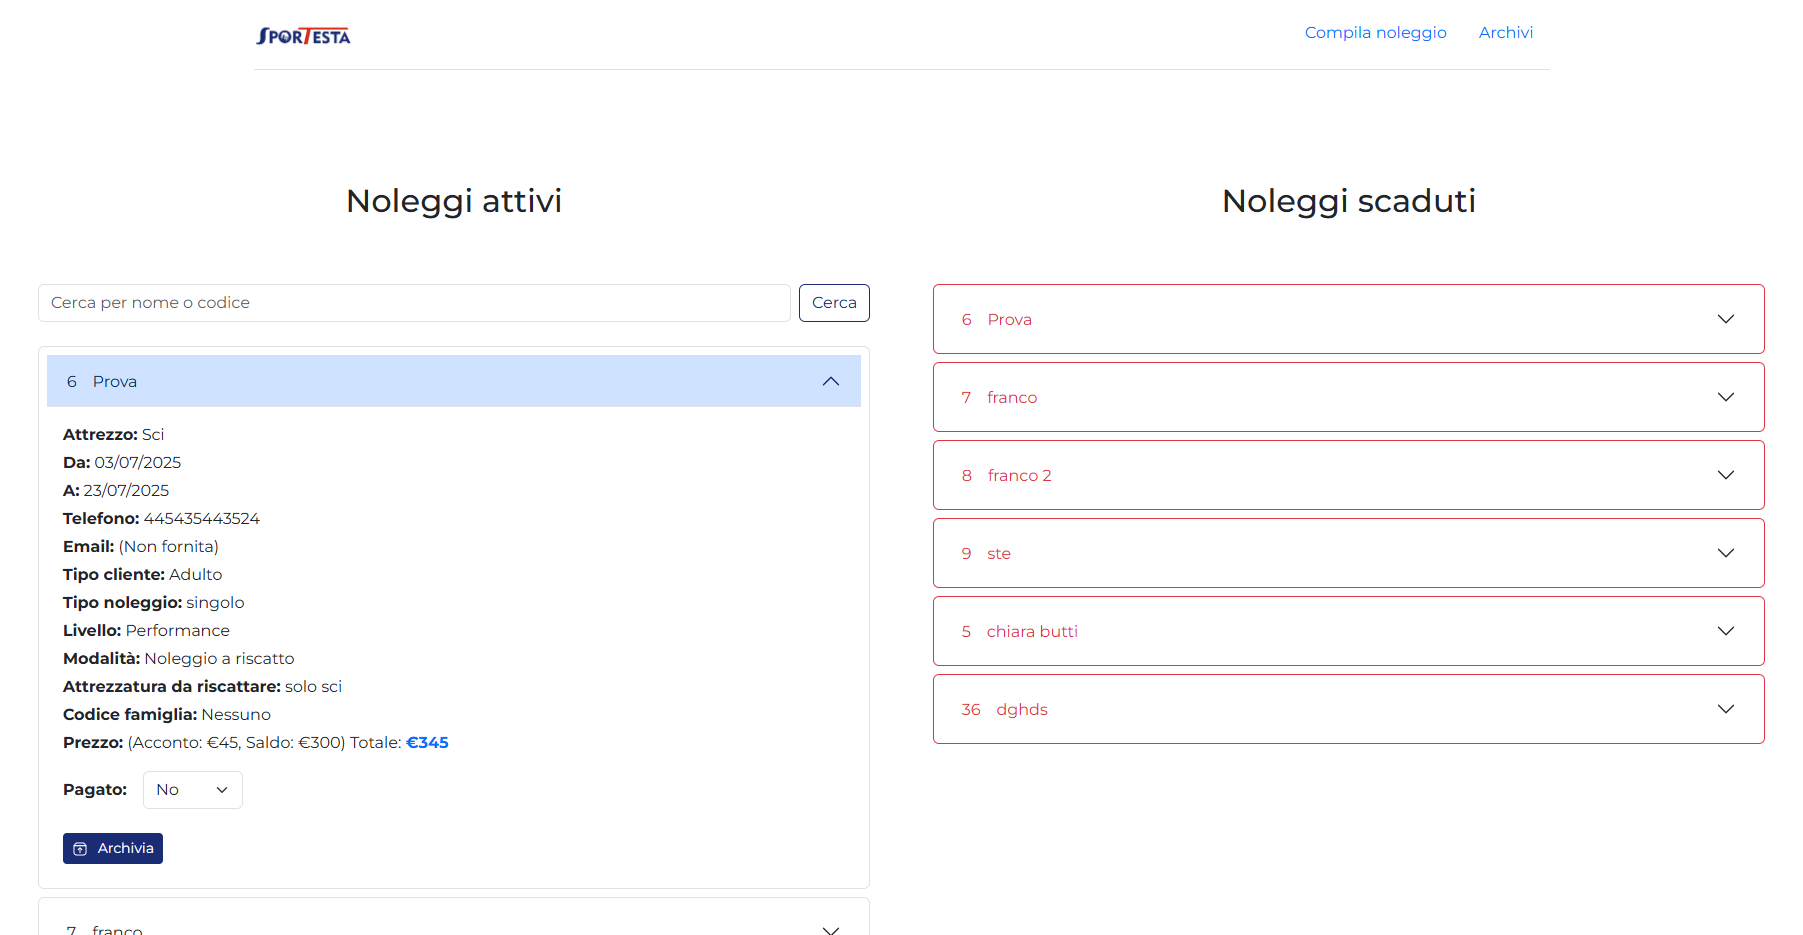 SPORTESTA
Compila noleggio
Archivi
Noleggi attivi
Cerca per nome o codice
Cerca
6 Prova
Attrezzo: Sci
Da: 03/07/2025
A: 23/07/2025
Telefono: 445435443524
Email: (Non fornita)
Tipo cliente: Adulto
Tipo noleggio: singolo
Livello: Performance
Modalità: Noleggio a riscatto
Attrezzatura da riscattare: solo sci
Codice famiglia: Nessuno
Prezzo: (Acconto: €45, Saldo: €300) Totale: €345
Pagato: No
Archivia
7 franco
Noleggi scaduti
6 Prova
7 franco
8 franco 2
9 ste
5 chiara butti
36 dghds